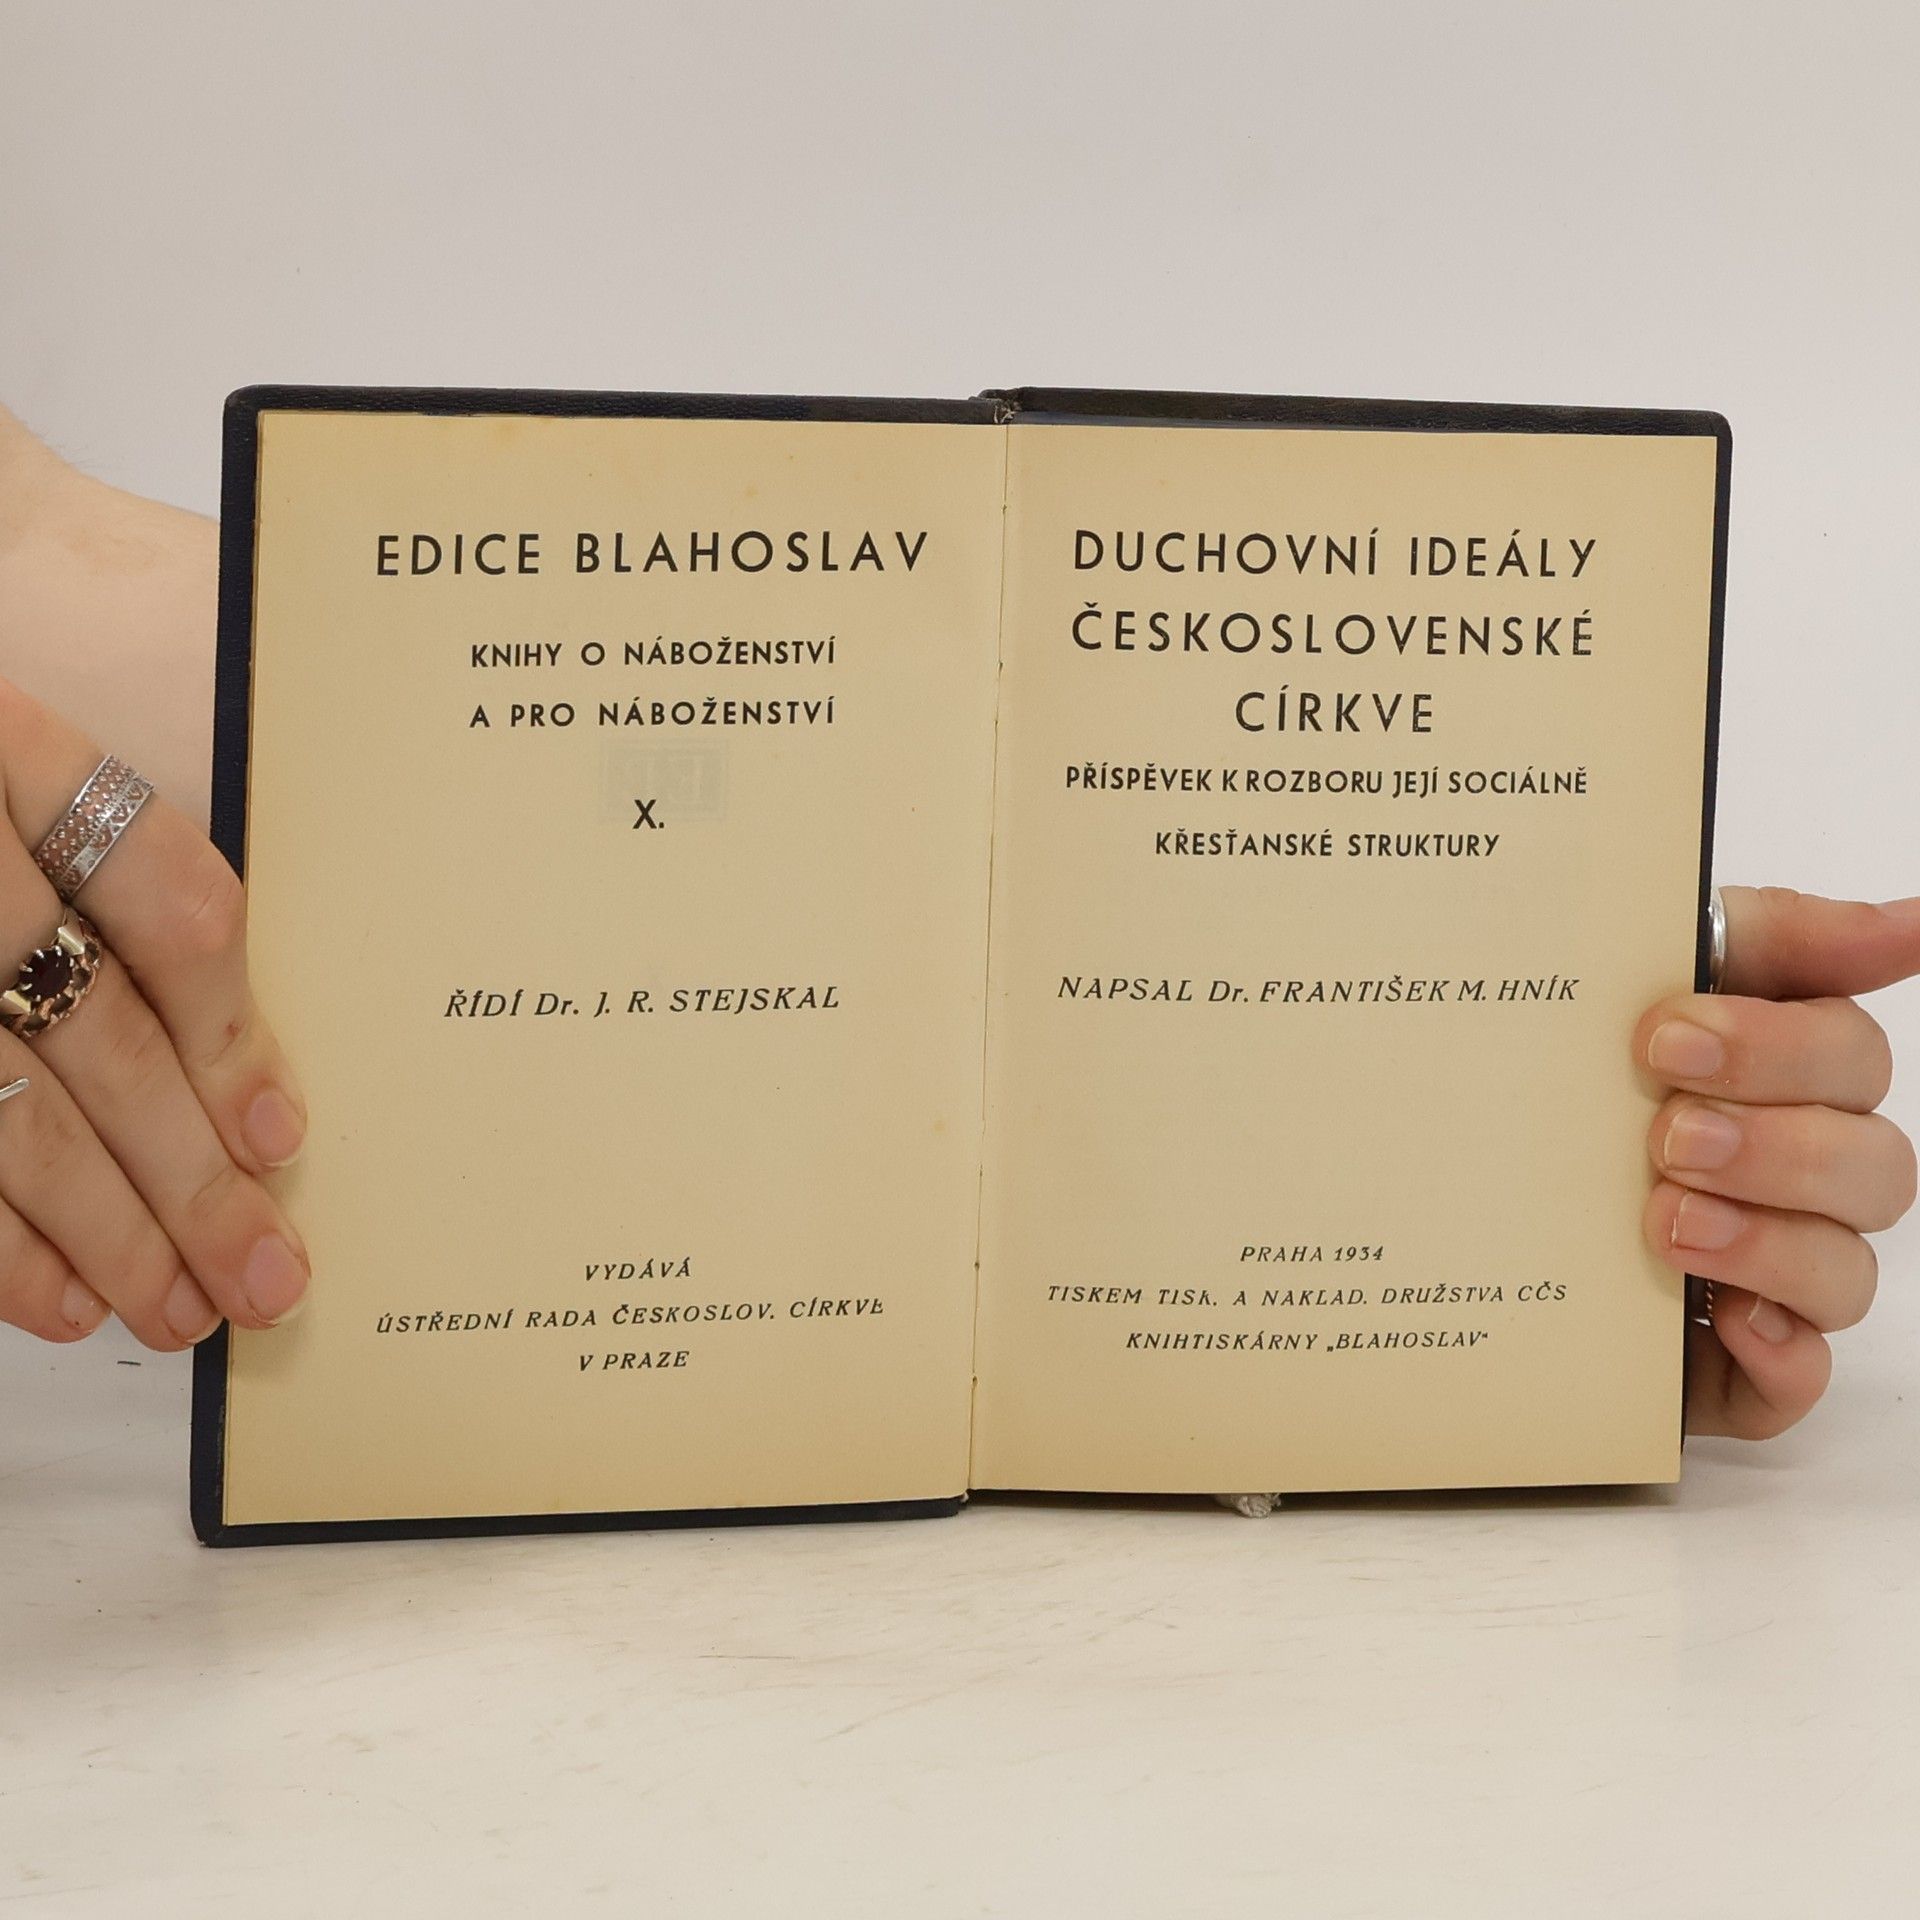 EDICE BLAHOSLAV
KNIHY O NÁBOŽENSTVÍ
A PRO NÁBOŽENSTVÍ
X.
ŘÍDÍ Dr. J. R. STEJSKAL
VYDÁVÁ
ÚSTŘEDNÍ RADA ČESKOSLOV. CÍRKVE
V PRAZE
DUCHOVNÍ IDEÁLY
ČESKOSLOVENSKÉ
CÍRKVE
PŘÍSPĚVEK K ROZBORU JEJÍ SOCIÁLNĚ
KŘESŤANSKÉ STRUKTURY
NAPSAL Dr. FRANTIŠEK M. HNÍK
PRAHA 1934
TISKEM TISK. A NAKLAD. DRUŽSTVA CČS
KNIHTISKÁRNY „BLAHOSLAV“